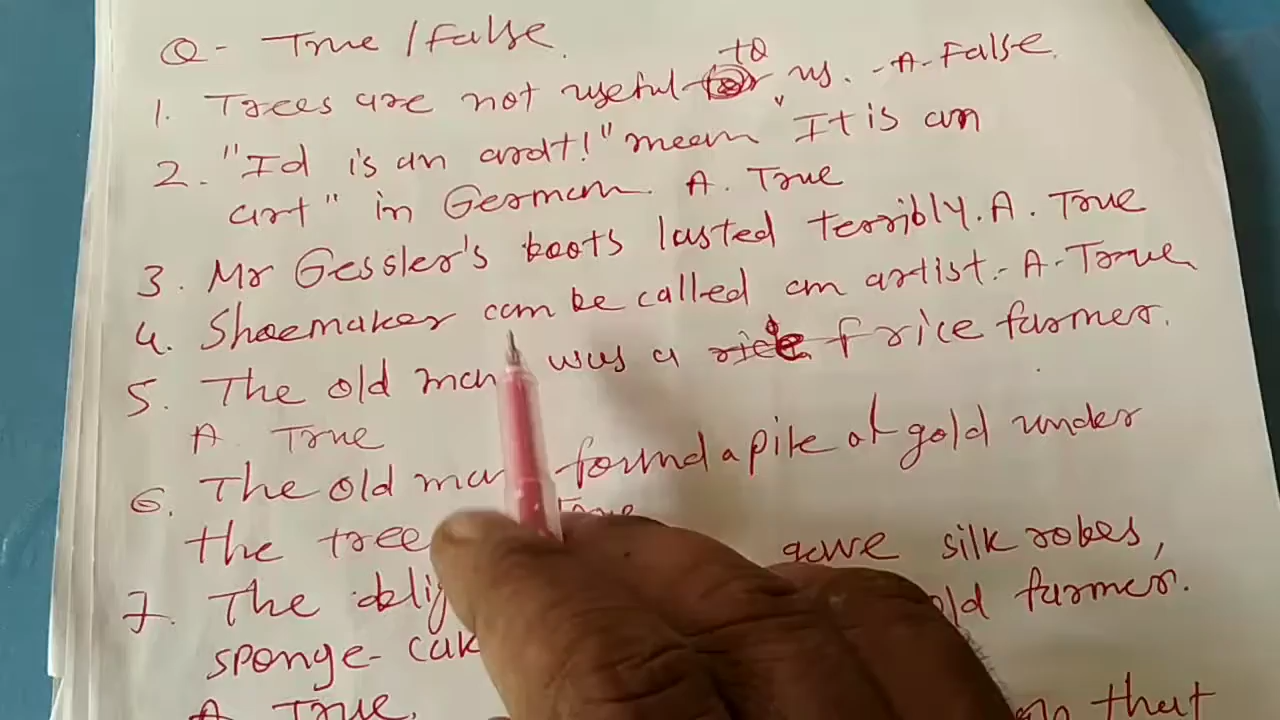 Q- True / False.
1. Trees are not useful to us. -A- False.
2. "Id is an ardt!" mean "It is an
art" in German. A. True
3. Mr Gessler's boots lasted terribly. A. True
4. Shoemaker can be called an artist. - A - True
5. The old man was a rice farmer.
A True
6. The old man found a pile of gold under
the tree True
7. The gave silk robes,
sponge- old farmer.
A True.
that